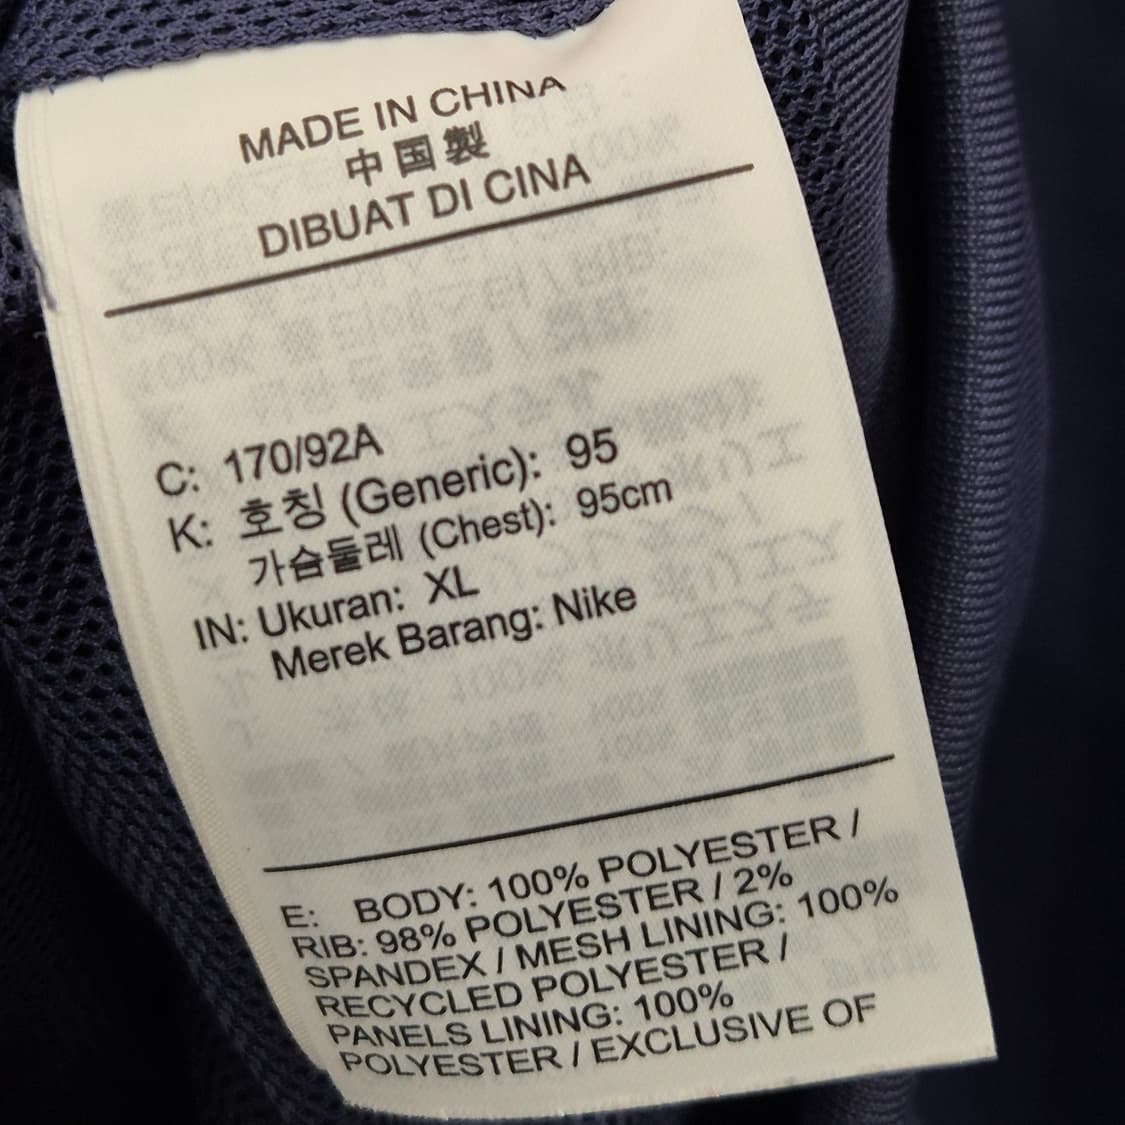 MADE IN CHINA
中国製
DIBUAT DI CINA
C: 170/92A
K: 호칭 (Generic): 95
가슴둘레 (Chest): 95cm
IN: Ukuran: XL
Merek Barang: Nike
E: BODY: 100% POLYESTER /
RIB: 98% POLYESTER / 2%
SPANDEX / MESH LINING: 100%
RECYCLED POLYESTER /
PANELS LINING: 100%
POLYESTER / EXCLUSIVE OF